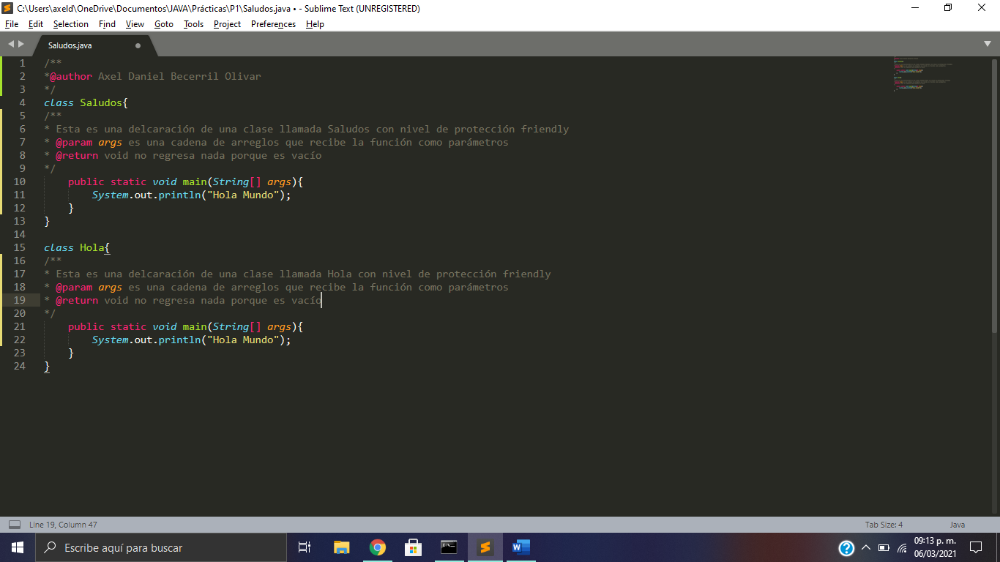 C:\Users\axeld\OneDrive\Documentos\JAVA\Prácticas\P1\Saludos.java • - Sublime Text (UNREGISTERED)
File Edit Selection Find View Goto Tools Project Preferences Help
Saludos.java
1 /**
2 *@author Axel Daniel Becerril Olivar
3 */
4 class Saludos{
5 /**
6 * Esta es una delcaración de una clase llamada Saludos con nivel de protección friendly
7 * @param args es una cadena de arreglos que recibe la función como parámetros
8 * @return void no regresa nada porque es vacío
9 */
10 public static void main(String[] args){
11 System.out.println("Hola Mundo");
12 }
13 }
14
15 class Hola{
16 /**
17 * Esta es una delcaración de una clase llamada Hola con nivel de protección friendly
18 * @param args es una cadena de arreglos que recibe la función como parámetros
19 * @return void no regresa nada porque es vacío
20 */
21 public static void main(String[] args){
22 System.out.println("Hola Mundo");
23 }
24 }
Line 19, Column 47 Tab Size: 4 Java
Escribe aquí para buscar
09:13 p. m.
06/03/2021